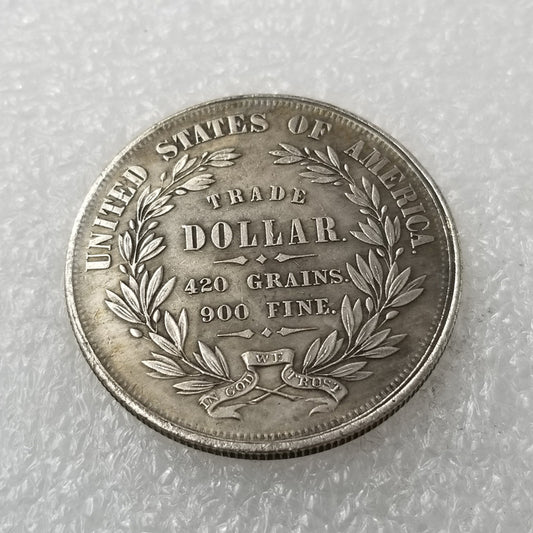 UNITED STATES OF AMERICA.
TRADE
DOLLAR.
420 GRAINS.
900 FINE.
IN GOD WE TRUST